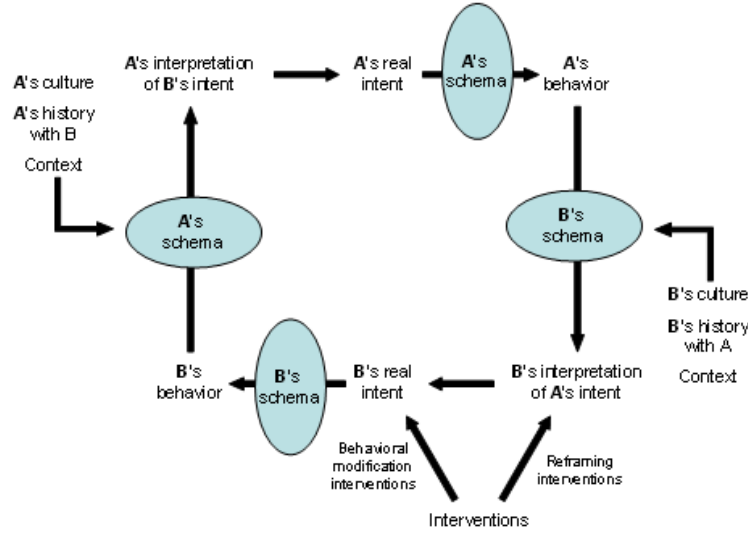 A's interpretation
of B's intent
A's real
intent
A's
schema
A's
behavior
A's culture
A's history
with B
Context
A's
schema
B's
schema
B's culture
B's history
with A
Context
B's
behavior
B's
schema
B's real
intent
B's interpretation
of A's intent
Behavioral
modification
interventions
Reframing
interventions
Interventions